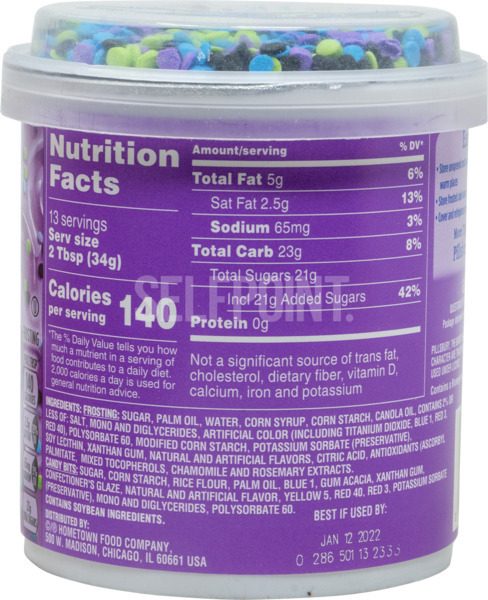 Nutrition
Facts
13 servings
Serv size
2 Tbsp (34g)
Calories
per serving 140
*The % Daily Value tells you how
much a nutrient in a serving of
food contributes to a daily diet.
2,000 calories a day is used for
general nutrition advice.
Amount/serving % DV*
Total Fat 5g 6%
Sat Fat 2.5g 13%
Sodium 65mg 3%
Total Carb 23g 8%
Total Sugars 21g
Incl 21g Added Sugars 42%
Protein 0g
Not a significant source of trans fat,
cholesterol, dietary fiber, vitamin D,
calcium, iron and potassium
SELFPOINT.
INGREDIENTS: FROSTING: SUGAR, PALM OIL, WATER, CORN SYRUP, CORN STARCH, CANOLA OIL, CONTAINS 2% OR
LESS OF: SALT, MONO AND DIGLYCERIDES, ARTIFICIAL COLOR (INCLUDING TITANIUM DIOXIDE, BLUE 1, RED 3,
RED 40), POLYSORBATE 60, MODIFIED CORN STARCH, POTASSIUM SORBATE (PRESERVATIVE),
SOY LECITHIN, XANTHAN GUM, NATURAL AND ARTIFICIAL FLAVORS, CITRIC ACID, ANTIOXIDANTS (ASCORBYL
PALMITATE, MIXED TOCOPHEROLS, CHAMOMILE AND ROSEMARY EXTRACTS.
CANDY BITS: SUGAR, CORN STARCH, RICE FLOUR, PALM OIL, BLUE 1, GUM ACACIA, XANTHAN GUM,
CONFECTIONER'S GLAZE, NATURAL AND ARTIFICIAL FLAVOR, YELLOW 5, RED 40, RED 3, POTASSIUM SORBATE
(PRESERVATIVE), MONO AND DIGLYCERIDES, POLYSORBATE 60.
CONTAINS SOYBEAN INGREDIENTS.
DISTRIBUTED BY:
©/® HOMETOWN FOOD COMPANY,
500 W. MADISON, CHICAGO, IL 60661 USA
BEST IF USED BY:
JAN 12 2022
0 286 501 13 2333
warm places